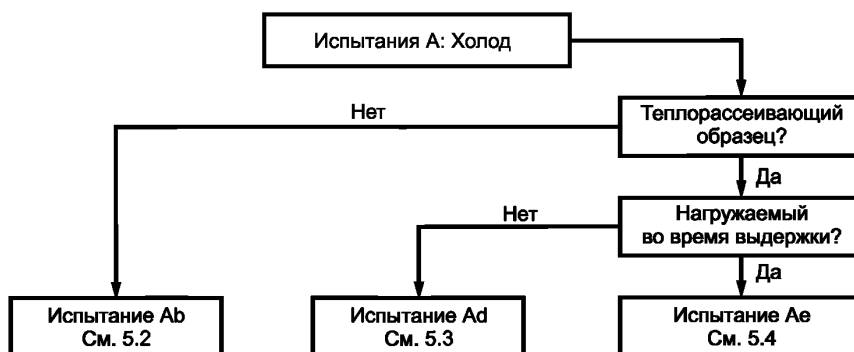 Испытания А: Холод
Нет
Теплорассеивающий
образец?
Да
Нет
Нагружаемый
во время выдержки?
Да
Испытание Ab
См. 5.2
Испытание Ad
См. 5.3
Испытание Ae
См. 5.4